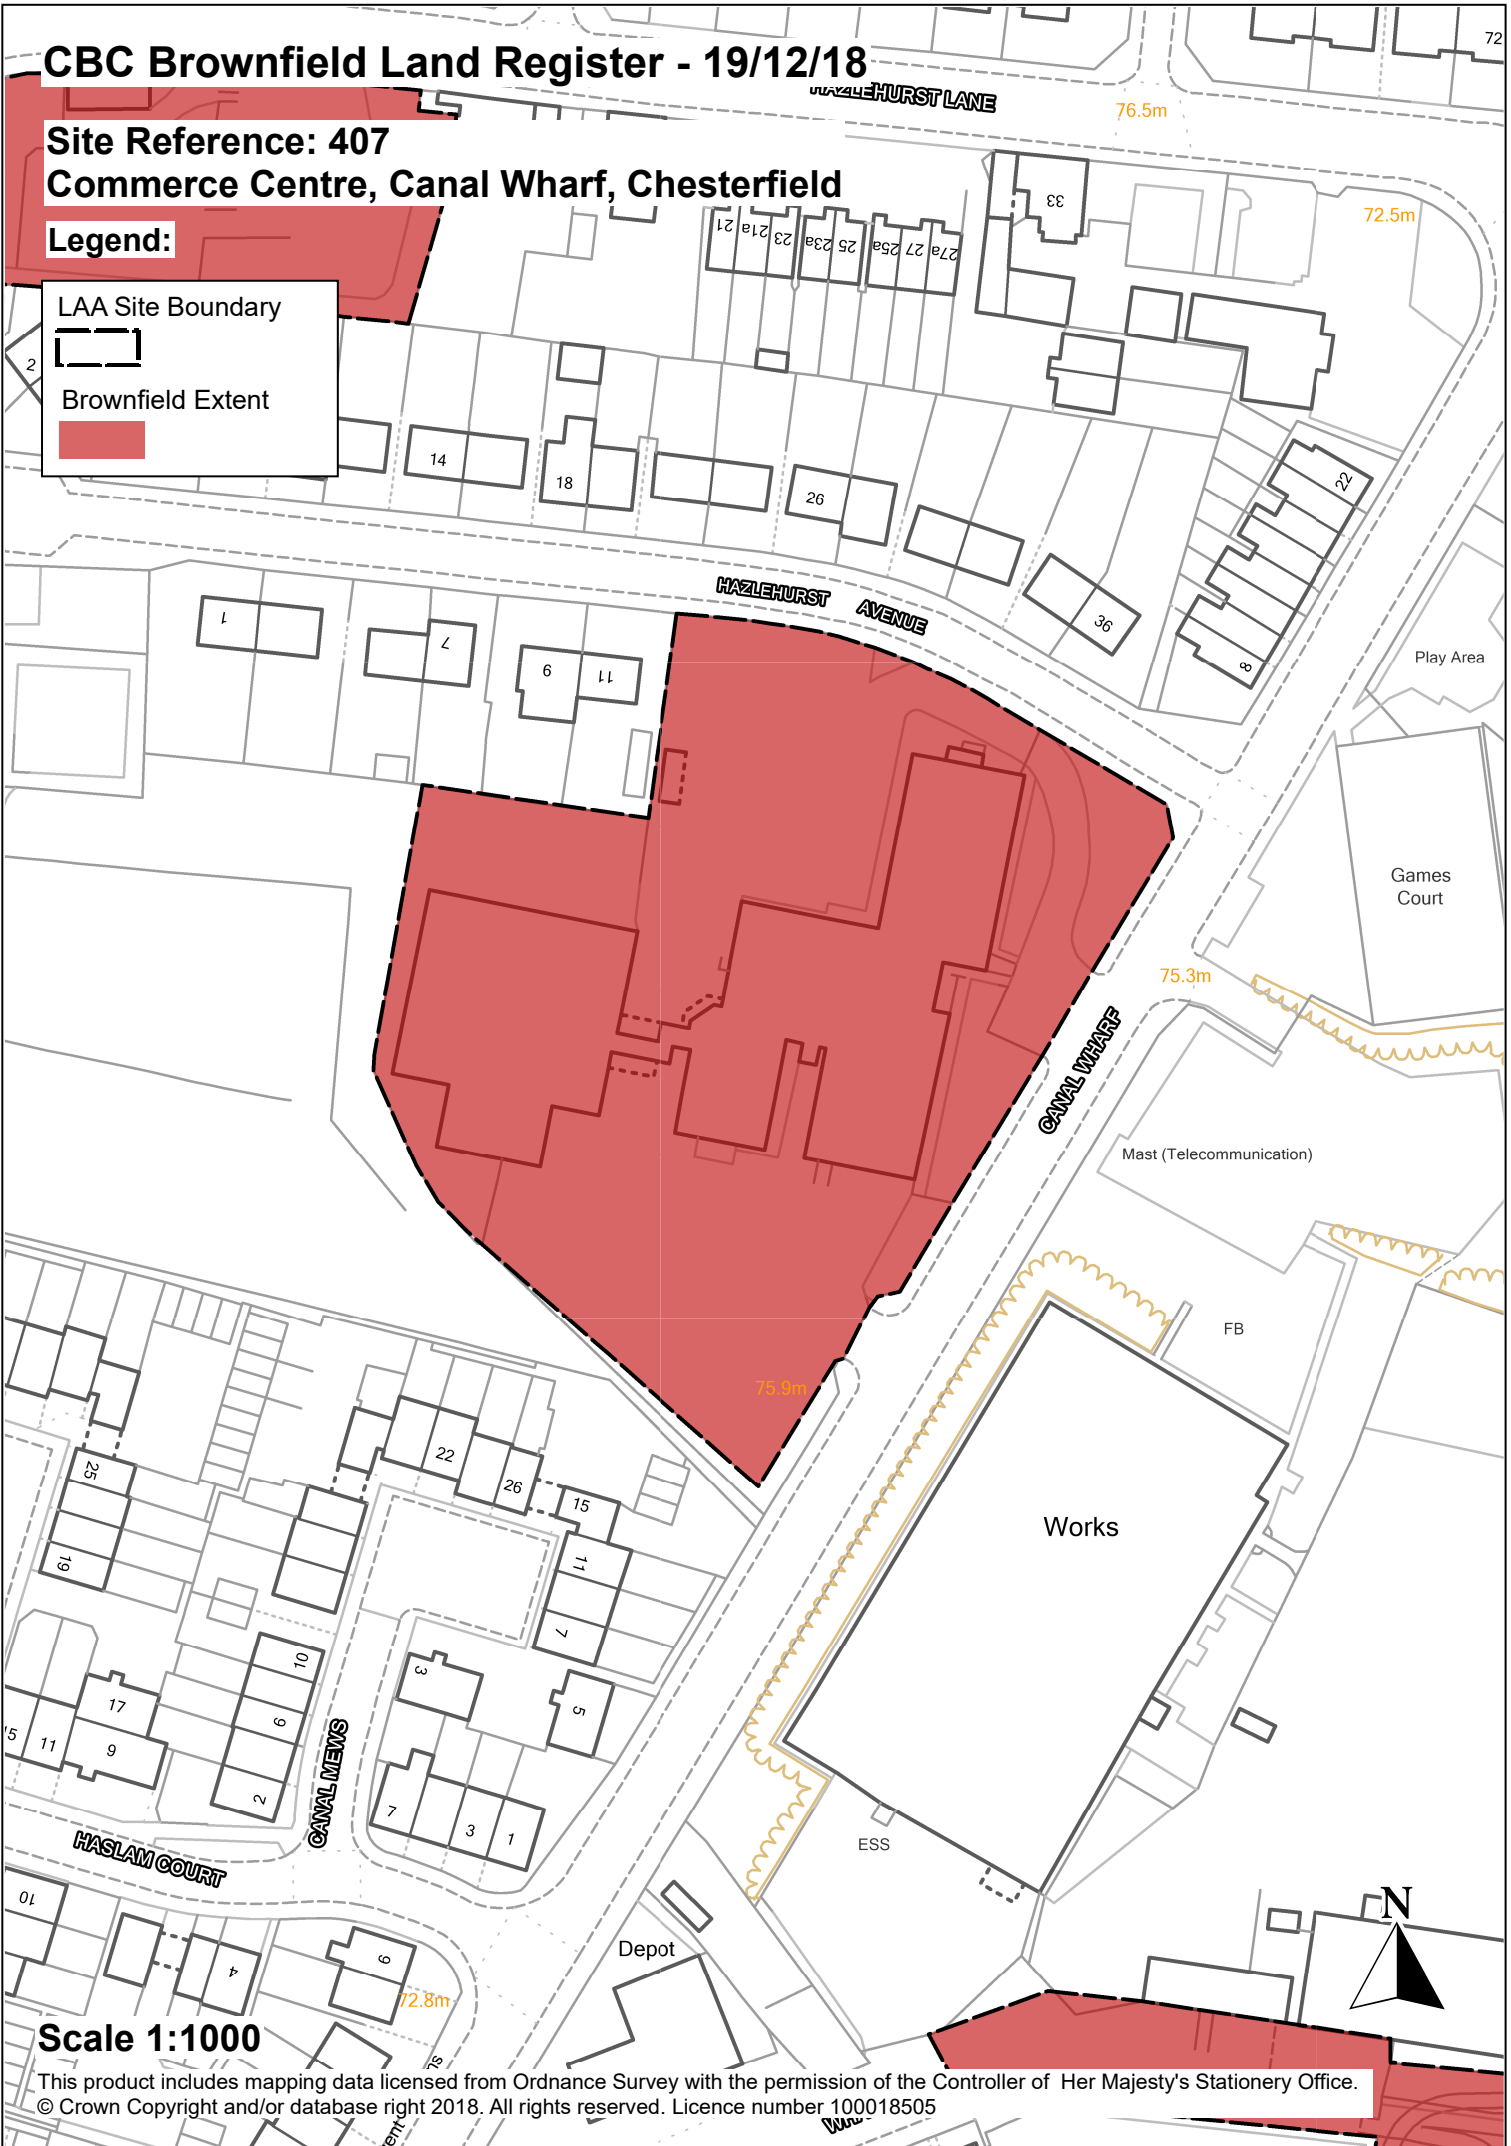 CBC Brownfield Land Register - 19/12/18
HAZLEHURST LANE
72
76.5m
Site Reference: 407
Commerce Centre, Canal Wharf, Chesterfield
Legend:
LAA Site Boundary
Brownfield Extent
33
72.5m
21
21a
23
23a
25
25a
27
27a
2
14
18
26
22
8
36
HAZLEHURST AVENUE
1
7
9
11
Play Area
Games
Court
75.3m
CANAL WHARF
Mast (Telecommunication)
FB
75.9m
Works
22
26
15
25
19
11
7
3
5
10
6
2
17
9
11
15
CANAL MEWS
7
3
1
HASLAM COURT
ESS
10
4
9
Depot
72.8m
N
Scale 1:1000
This product includes mapping data licensed from Ordnance Survey with the permission of the Controller of Her Majesty's Stationery Office.
© Crown Copyright and/or database right 2018. All rights reserved. Licence number 100018505